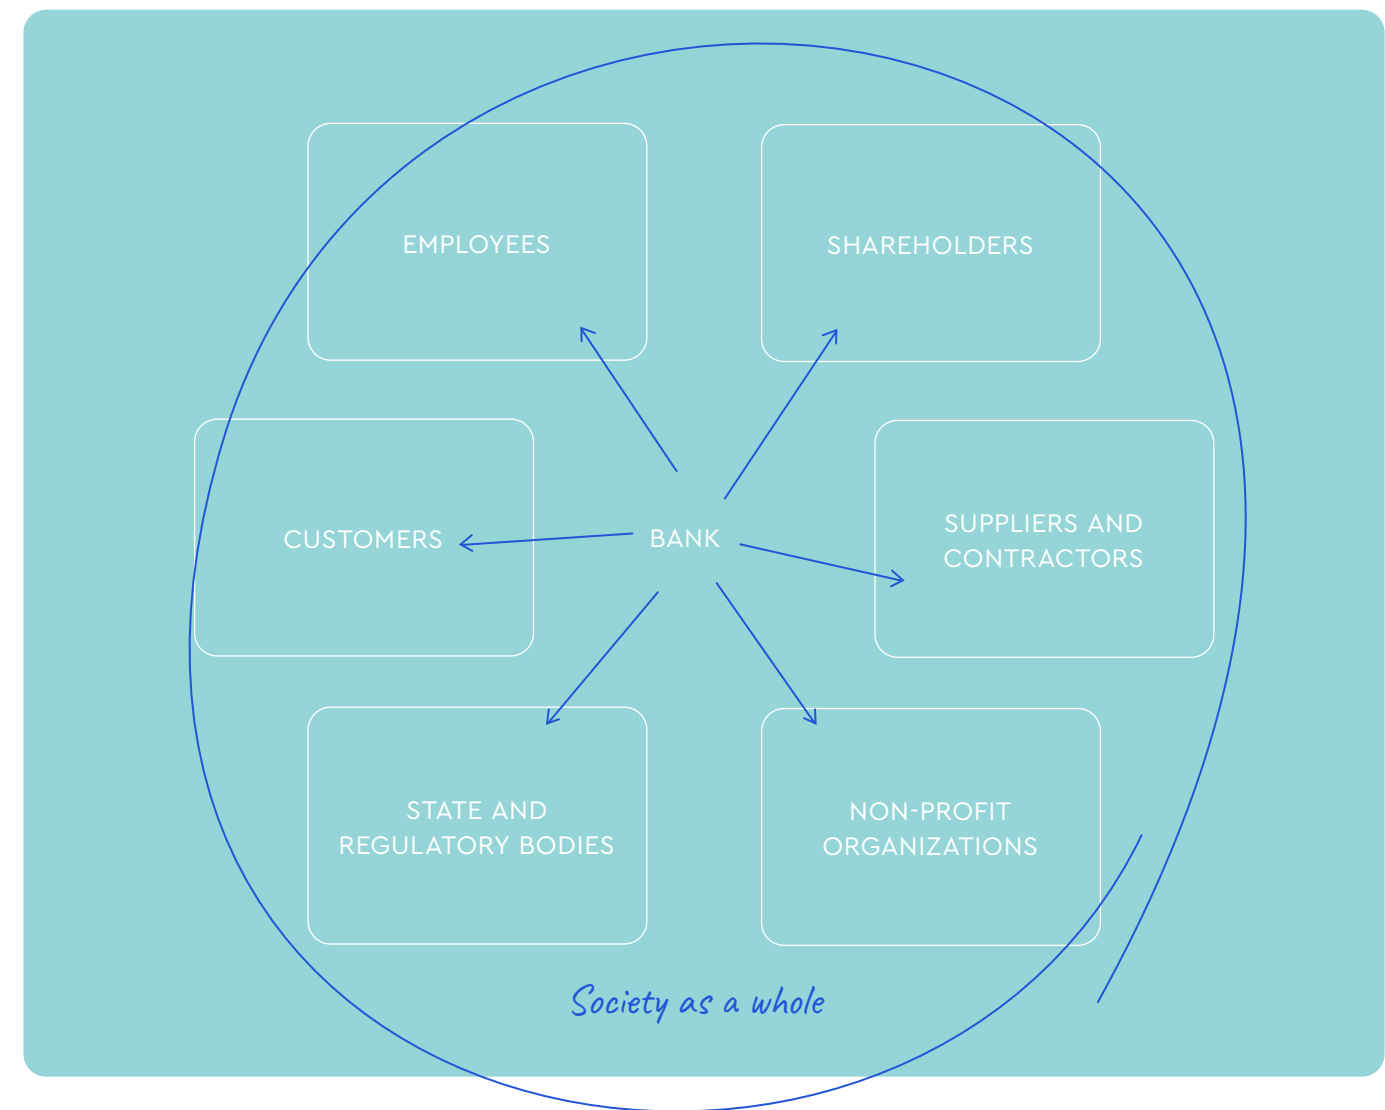 EMPLOYEES
SHAREHOLDERS
CUSTOMERS
BANK
SUPPLIERS AND
CONTRACTORS
STATE AND
REGULATORY BODIES
NON-PROFIT
ORGANIZATIONS
Society as a whole